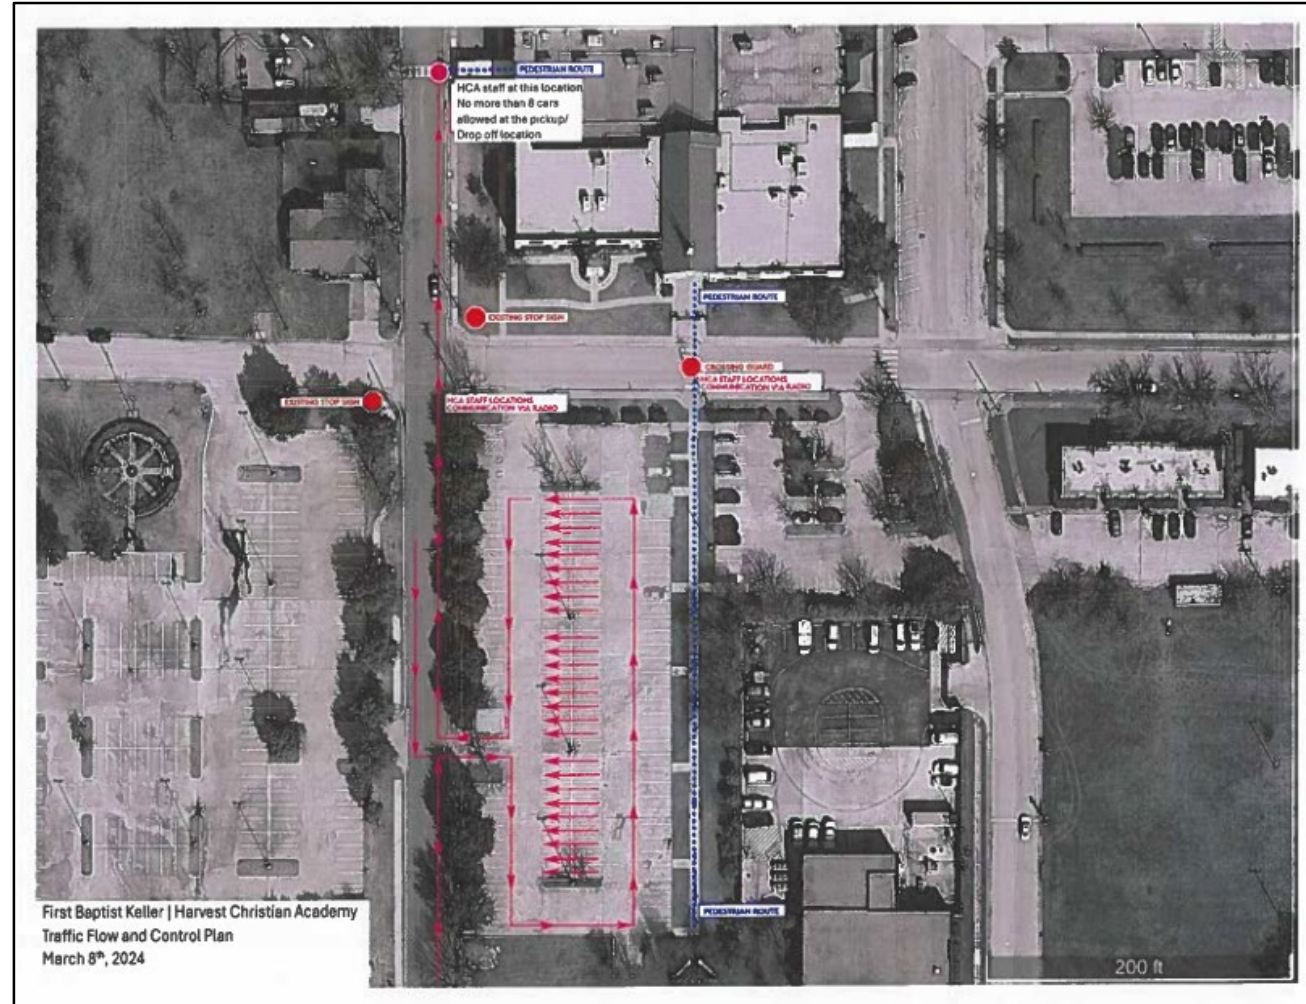 PEDESTRIAN ROUTE
HCA staff at this location
No more than 8 cars
allowed at the pickup/
Drop off location
PEDESTRIAN ROUTE
EXISTING STOP SIGN
CROSSING GUARD
HCA STAFF LOCATIONS
COMMUNICATION VIA RADIO
EXISTING STOP SIGN
HCA STAFF LOCATIONS
COMMUNICATION VIA RADIO
PEDESTRIAN ROUTE
First Baptist Keller | Harvest Christian Academy
Traffic Flow and Control Plan
March 8th, 2024
200 ft